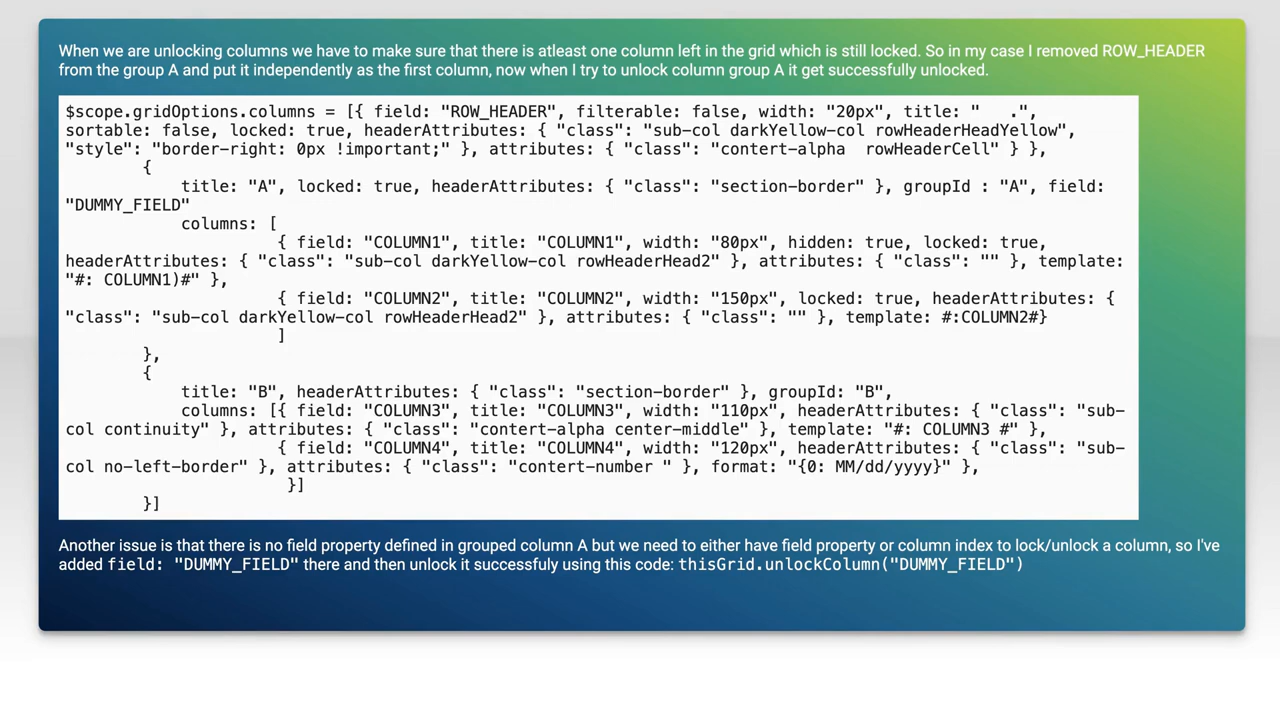 When we are unlocking columns we have to make sure that there is atleast one column left in the grid which is still locked. So in my case I removed ROW_HEADER
from the group A and put it independently as the first column, now when I try to unlock column group A it get successfully unlocked.
$scope.gridOptions.columns = [{ field: "ROW_HEADER", filterable: false, width: "20px", title: "   .",
sortable: false, locked: true, headerAttributes: { "class": "sub-col darkYellow-col rowHeaderHeadYellow",
"style": "border-right: 0px !important;" }, attributes: { "class": "contert-alpha  rowHeaderCell" } },
        {
            title: "A", locked: true, headerAttributes: { "class": "section-border" }, groupId : "A", field:
"DUMMY_FIELD"
            columns: [
                      { field: "COLUMN1", title: "COLUMN1", width: "80px", hidden: true, locked: true,
headerAttributes: { "class": "sub-col darkYellow-col rowHeaderHead2" }, attributes: { "class": "" }, template:
"#: COLUMN1)#" },
                      { field: "COLUMN2", title: "COLUMN2", width: "150px", locked: true, headerAttributes: {
"class": "sub-col darkYellow-col rowHeaderHead2" }, attributes: { "class": "" }, template: #:COLUMN2#}
                      ]
        },
        {
            title: "B", headerAttributes: { "class": "section-border" }, groupId: "B",
            columns: [{ field: "COLUMN3", title: "COLUMN3", width: "110px", headerAttributes: { "class": "sub-
col continuity" }, attributes: { "class": "contert-alpha center-middle" }, template: "#: COLUMN3 #" },
                      { field: "COLUMN4", title: "COLUMN4", width: "120px", headerAttributes: { "class": "sub-
col no-left-border" }, attributes: { "class": "contert-number " }, format: "{0: MM/dd/yyyy}" },
                       }]
        }]
Another issue is that there is no field property defined in grouped column A but we need to either have field property or column index to lock/unlock a column, so I've
added field: "DUMMY_FIELD" there and then unlock it successfuly using this code: thisGrid.unlockColumn("DUMMY_FIELD")